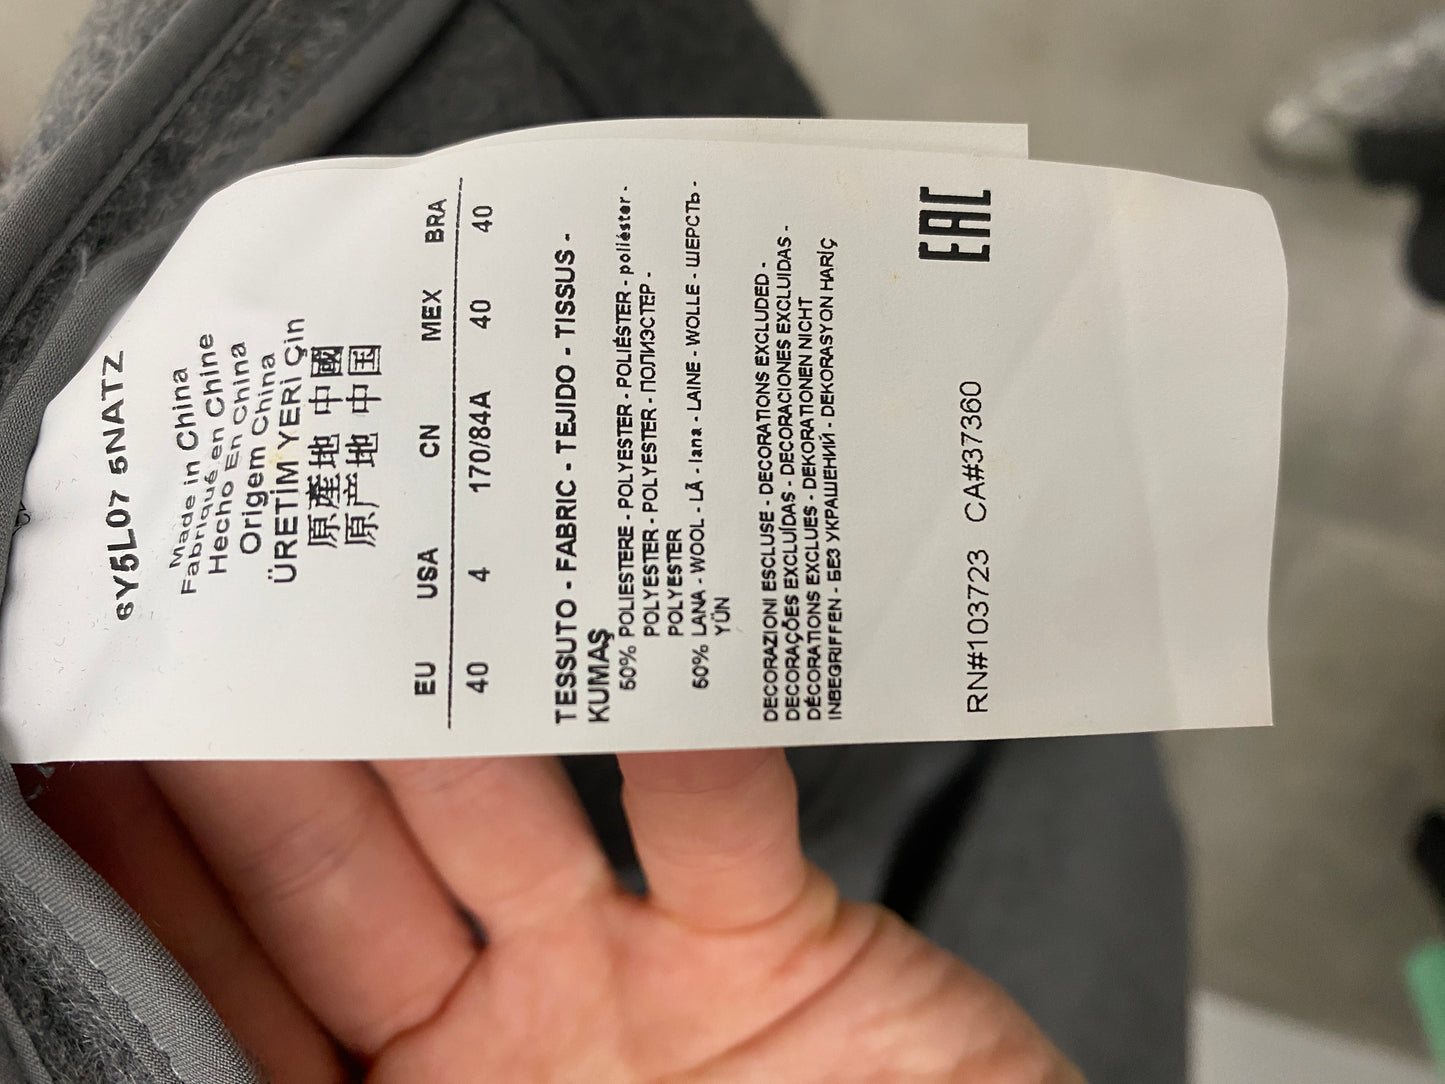 6Y5L07 5NATZ
Made in China
Fabriqué en Chine
Hecho En China
Origem China
ÜRETİM YERİ Çin
原產地 中國
原产地 中国
EU USA CN MEX BRA
40 4 170/84A 40 40
TESSUTO - FABRIC - TEJIDO - TISSUS -
KUMAŞ
50% POLIESTERE - POLYESTER - POLIÉSTER - poliéster -
POLYESTER - POLYESTER - ПОЛИЭСТЕР -
POLYESTER
50% LANA - WOOL - LÃ - lana - LAINE - WOLLE - ШЕРСТЬ -
YÜN
DECORAZIONI ESCLUSE - DECORATIONS EXCLUDED -
DECORAÇÕES EXCLUÍDAS - DECORACIONES EXCLUIDAS -
DÉCORATIONS EXCLUES - DEKORATIONEN NICHT
INBEGRIFFEN - БЕЗ УКРАШЕНИЙ - DEKORASYON HARİÇ
EAC
RN#103723 CA#37360